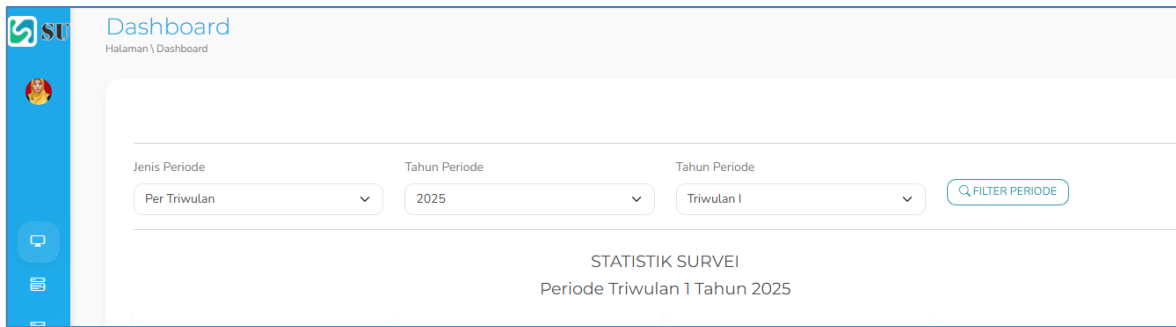 SU
Dashboard
Halaman \ Dashboard
Jenis Periode
Tahun Periode
Tahun Periode
Per Triwulan
2025
Triwulan I
FILTER PERIODE
STATISTIK SURVEI
Periode Triwulan 1 Tahun 2025